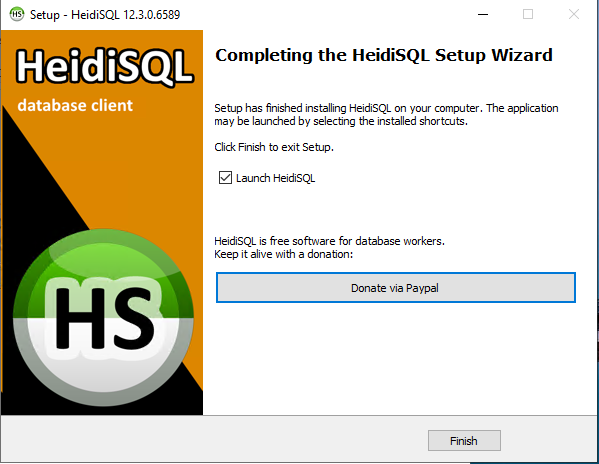 HS Setup - HeidiSQL 12.3.0.6589
HeidiSQL
database client
Completing the HeidiSQL Setup Wizard
Setup has finished installing HeidiSQL on your computer. The application
may be launched by selecting the installed shortcuts.
Click Finish to exit Setup.
Launch HeidiSQL
HeidiSQL is free software for database workers.
Keep it alive with a donation:
Donate via Paypal
HS
Finish